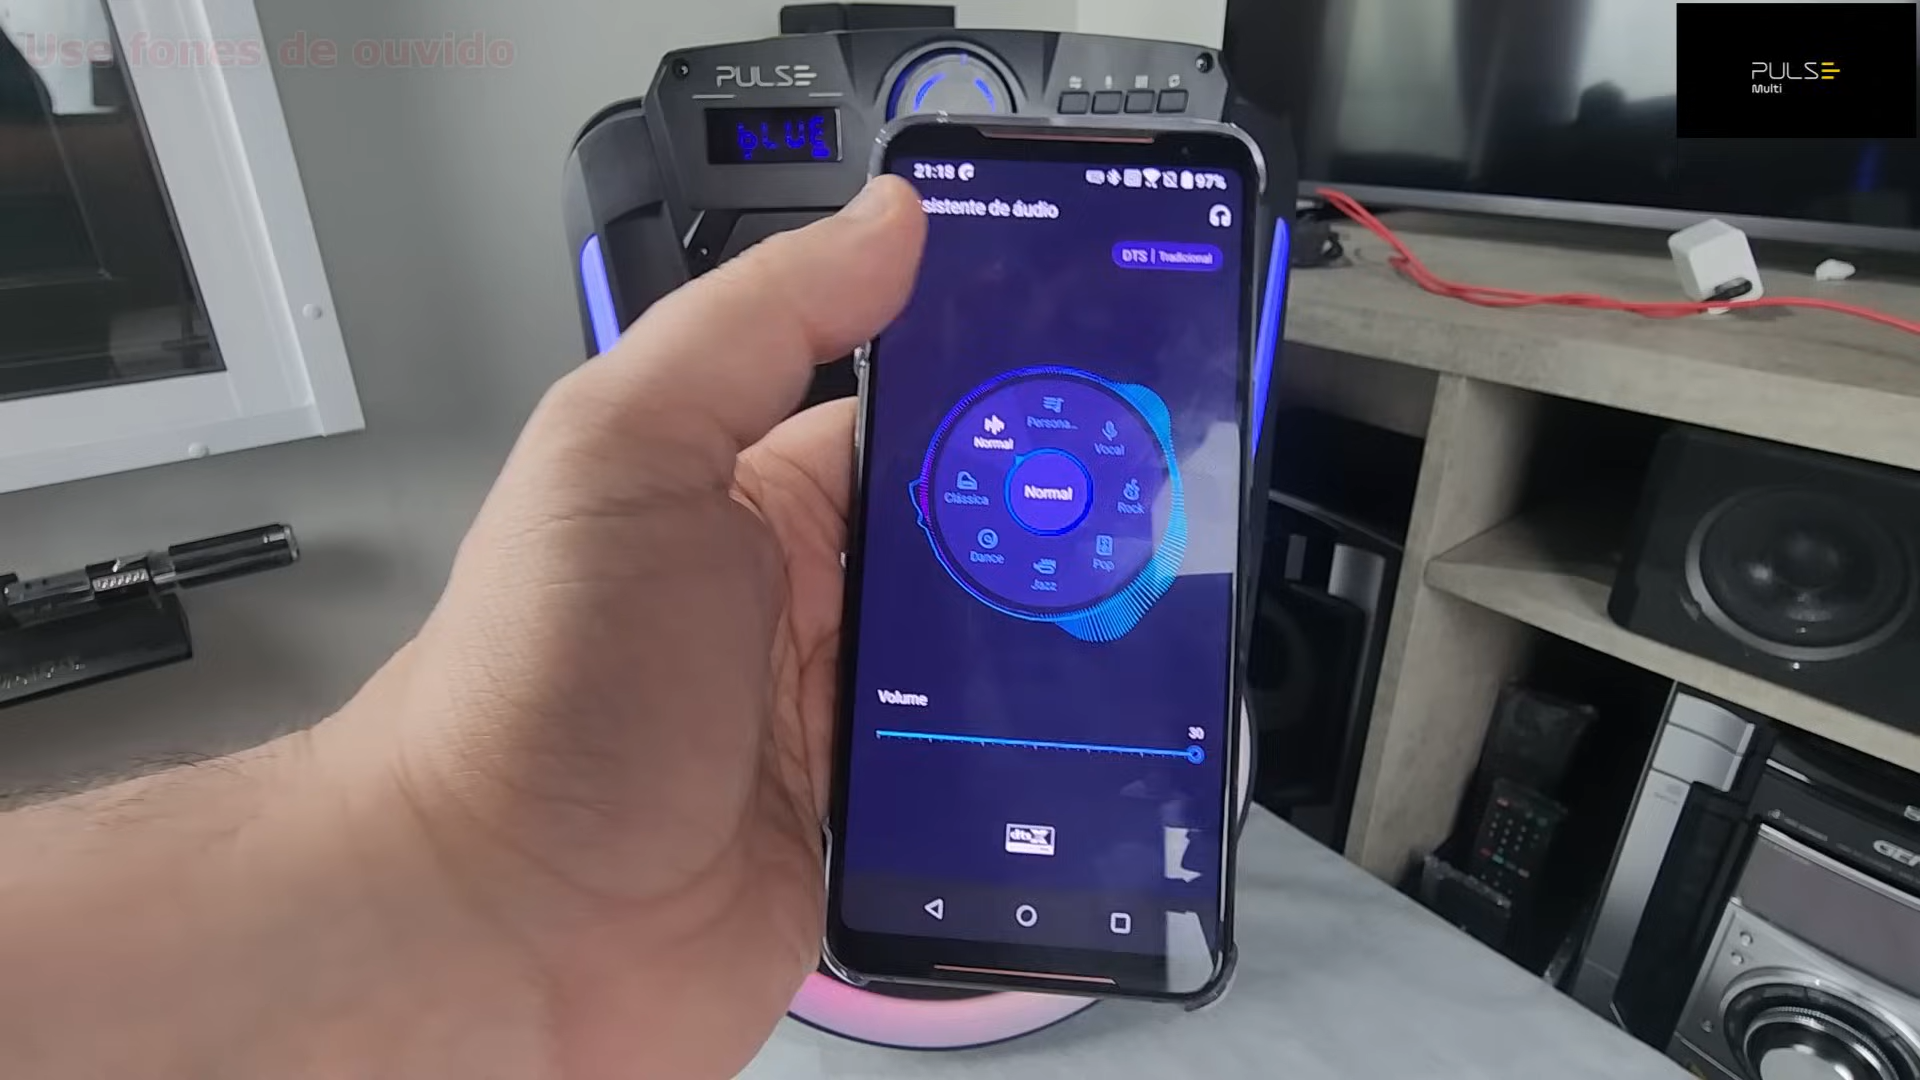 Use fones de ouvido
PULSE
Multi
PULSE
bLUE
21:18
97%
sistente de áudio
DTS | Tradicional
Persona...
Normal
Vocal
Clássica
Normal
Rock
Dance
Pop
Jazz
Volume
30
dts X